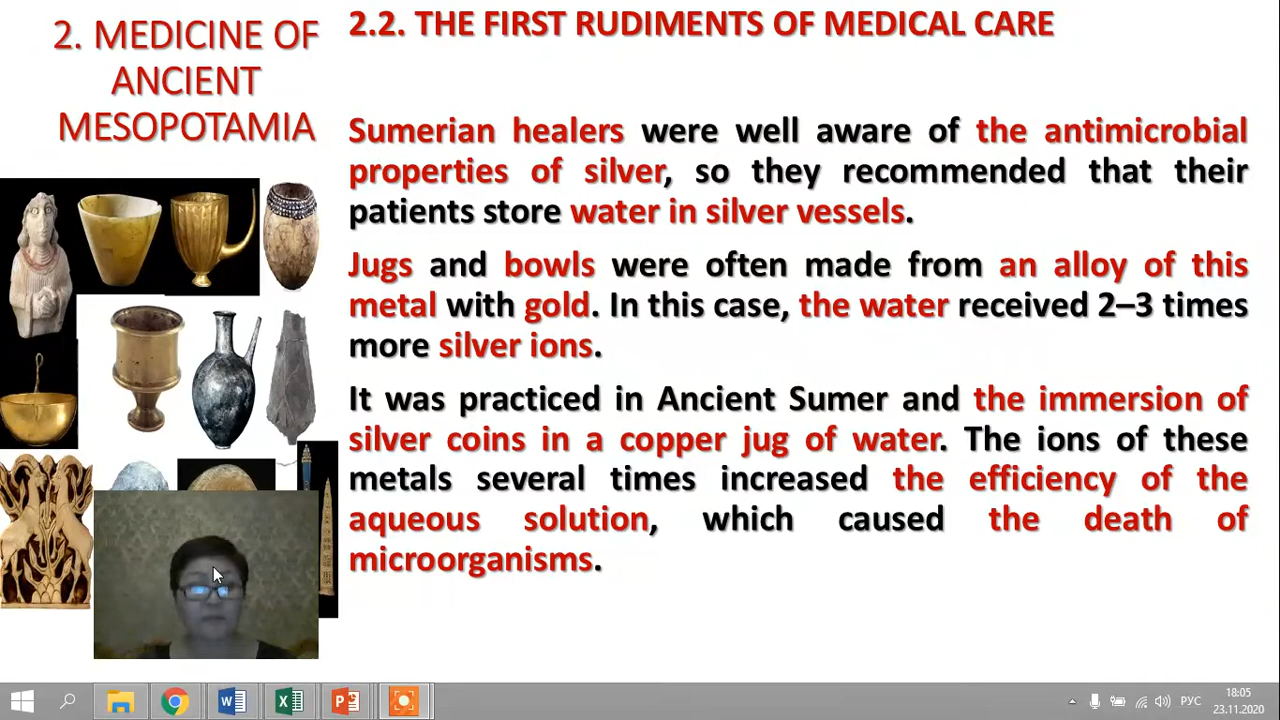 2. MEDICINE OF
ANCIENT
MESOPOTAMIA
2.2. THE FIRST RUDIMENTS OF MEDICAL CARE
Sumerian healers were well aware of the antimicrobial
properties of silver, so they recommended that their
patients store water in silver vessels.
Jugs and bowls were often made from an alloy of this
metal with gold. In this case, the water received 2–3 times
more silver ions.
It was practiced in Ancient Sumer and the immersion of
silver coins in a copper jug of water. The ions of these
metals several times increased the efficiency of the
aqueous solution, which caused the death of
microorganisms.
РУС
18:05
23.11.2020